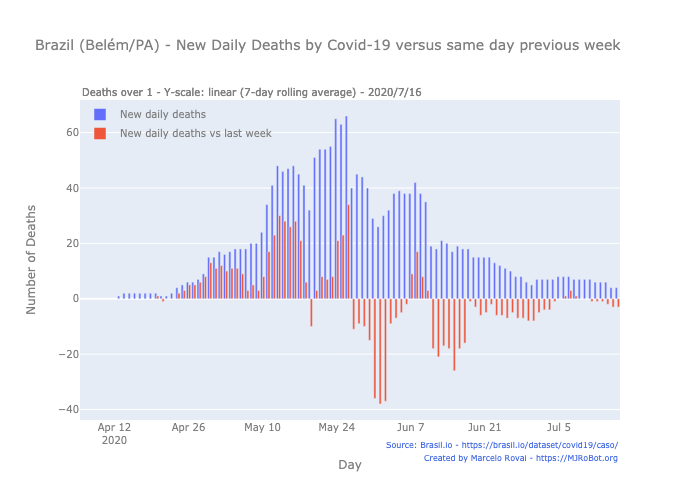 Brazil (Belém/PA) - New Daily Deaths by Covid-19 versus same day previous week
Deaths over 1 - Y-scale: linear (7-day rolling average) - 2020/7/16
New daily deaths
New daily deaths vs last week
60
40
20
0
−20
−40
Number of Deaths
Apr 12
2020
Apr 26
May 10
May 24
Jun 7
Jun 21
Jul 5
Day
Source: Brasil.io - https://brasil.io/dataset/covid19/caso/
Created by Marcelo Rovai - https://MJRoBot.org